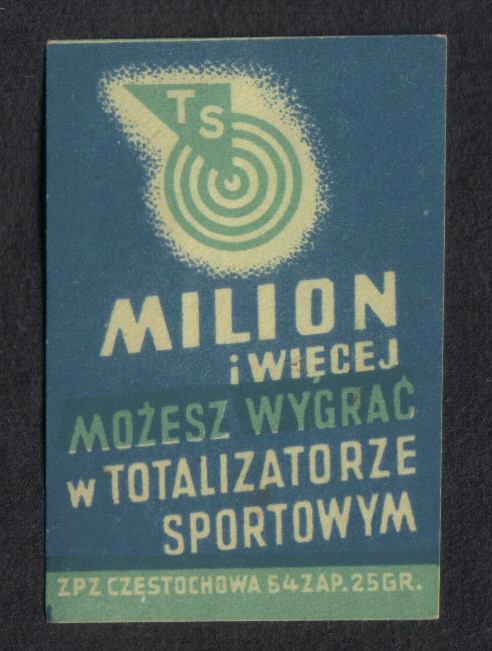 TS
MILION
i WIĘCEJ
MOŻESZ WYGRAĆ
w TOTALIZATORZE
SPORTOWYM
ZPZ CZĘSTOCHOWA 64 ZAP. 25 GR.